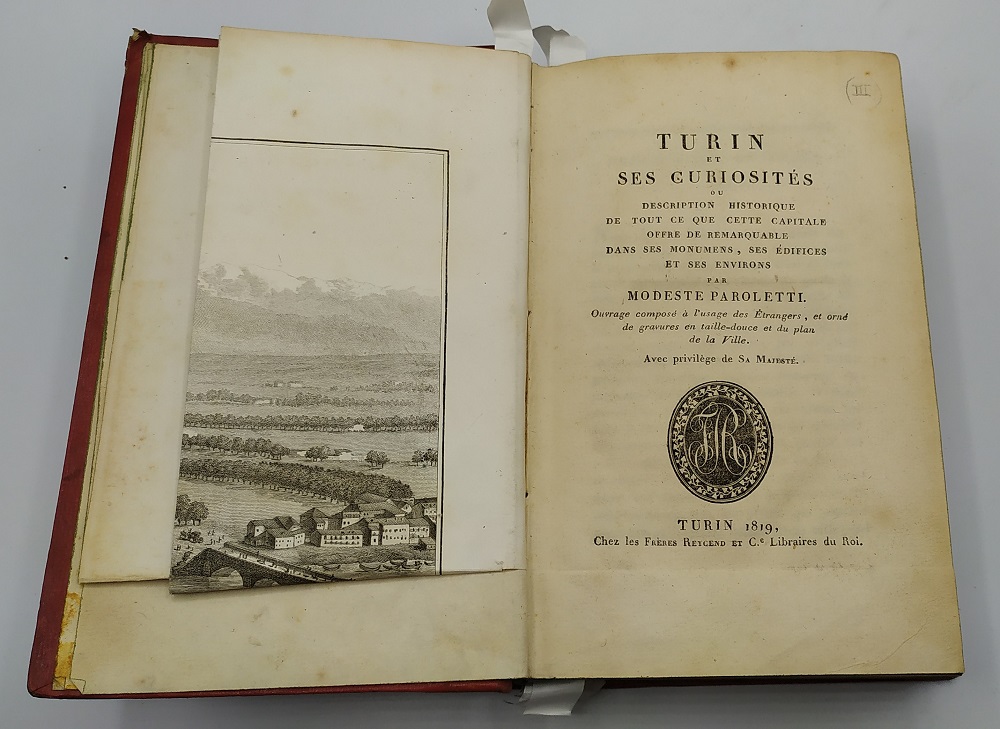 (III)
TURIN
ET
SES CURIOSITÉS
OU
DESCRIPTION HISTORIQUE
DE TOUT CE QUE CETTE CAPITALE
OFFRE DE REMARQUABLE
DANS SES MONUMENS, SES ÉDIFICES
ET SES ENVIRONS
PAR
MODESTE PAROLETTI.
Ouvrage composé à l'usage des Étrangers, et orné
de gravures en taille-douce et du plan
de la Ville.
Avec privilège de SA MAJESTÉ.
TURIN 1819,
Chez les FRÈRES REYCEND ET C.e Libraires du Roi.